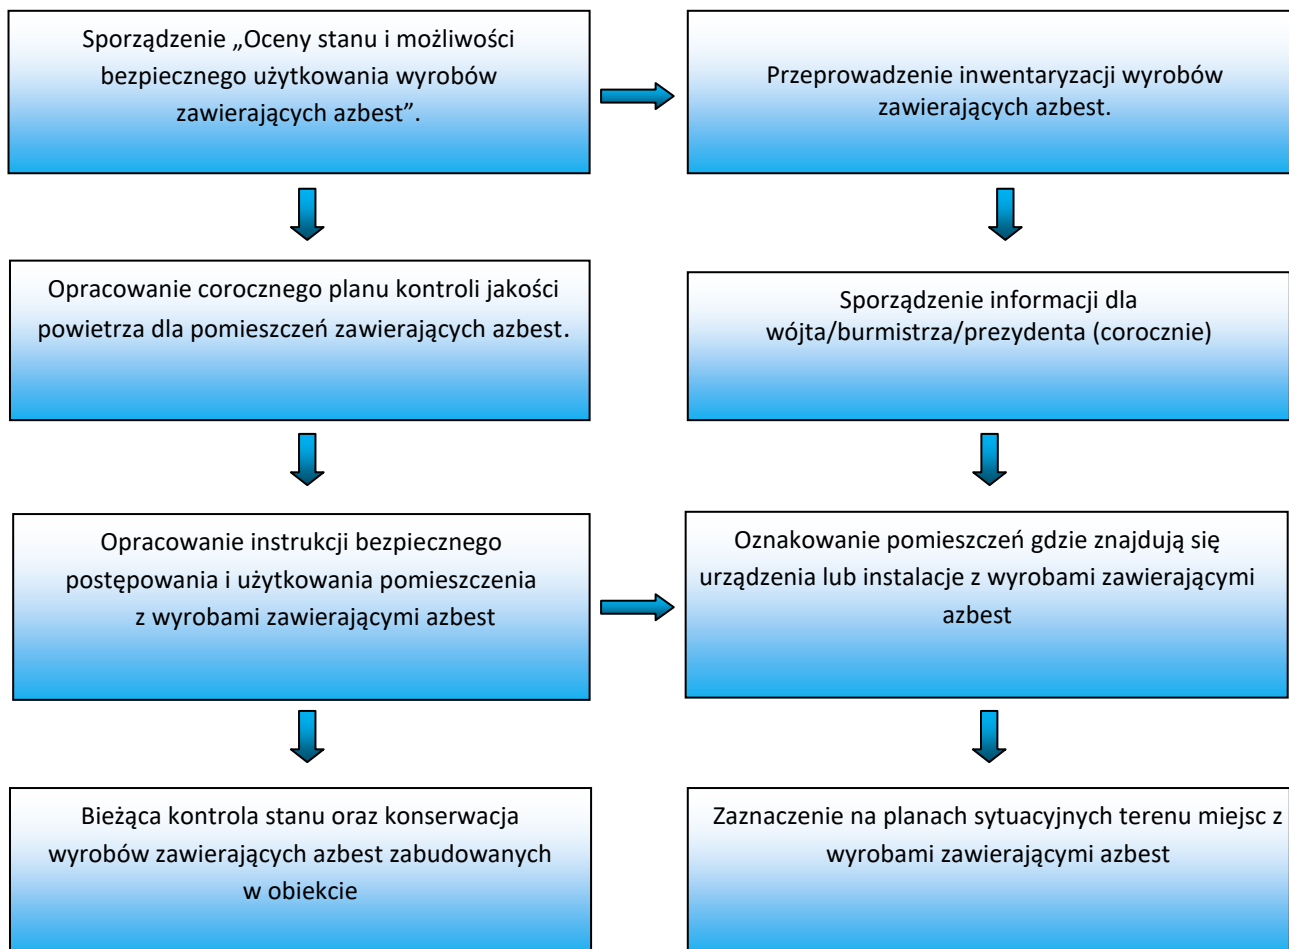 Sporządzenie „Oceny stanu i możliwości
bezpiecznego użytkowania wyrobów
zawierających azbest”.
Przeprowadzenie inwentaryzacji wyrobów
zawierających azbest.
Opracowanie corocznego planu kontroli jakości
powietrza dla pomieszczeń zawierających azbest.
Sporządzenie informacji dla
wójta/burmistrza/prezydenta (corocznie)
Opracowanie instrukcji bezpiecznego
postępowania i użytkowania pomieszczenia
z wyrobami zawierającymi azbest
Oznakowanie pomieszczeń gdzie znajdują się
urządzenia lub instalacje z wyrobami zawierającymi
azbest
Bieżąca kontrola stanu oraz konserwacja
wyrobów zawierających azbest zabudowanych
w obiekcie
Zaznaczenie na planach sytuacyjnych terenu miejsc z
wyrobami zawierającymi azbest